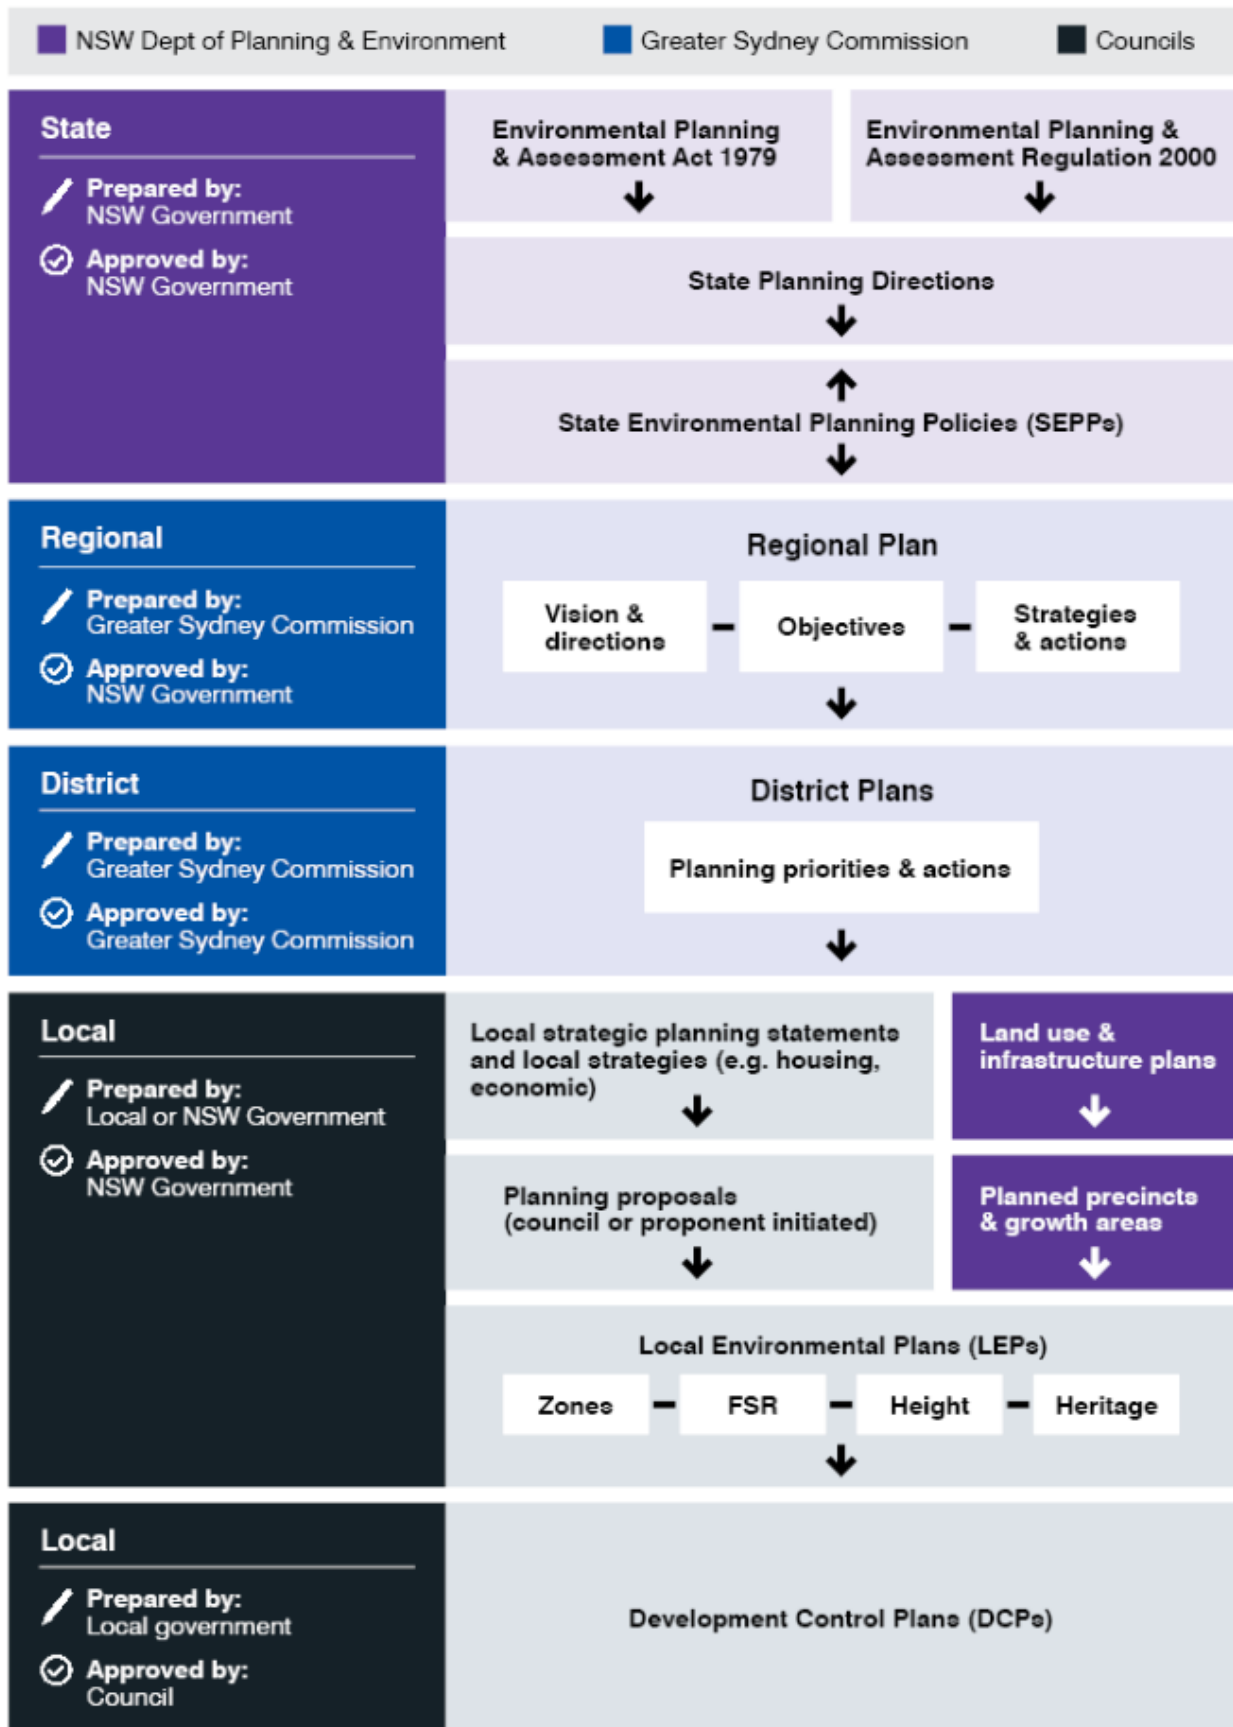 NSW Dept of Planning & Environment
Greater Sydney Commission
Councils
State
Prepared by:
NSW Government
Approved by:
NSW Government
Environmental Planning
& Assessment Act 1979
Environmental Planning &
Assessment Regulation 2000
State Planning Directions
State Environmental Planning Policies (SEPPs)
Regional
Prepared by:
Greater Sydney Commission
Approved by:
NSW Government
Regional Plan
Vision &
directions
Objectives
Strategies
& actions
District
Prepared by:
Greater Sydney Commission
Approved by:
Greater Sydney Commission
District Plans
Planning priorities & actions
Local
Prepared by:
Local or NSW Government
Approved by:
NSW Government
Local strategic planning statements
and local strategies (e.g. housing,
economic)
Land use &
infrastructure plans
Planning proposals
(council or proponent initiated)
Planned precincts
& growth areas
Local Environmental Plans (LEPs)
Zones
FSR
Height
Heritage
Local
Prepared by:
Local government
Approved by:
Council
Development Control Plans (DCPs)